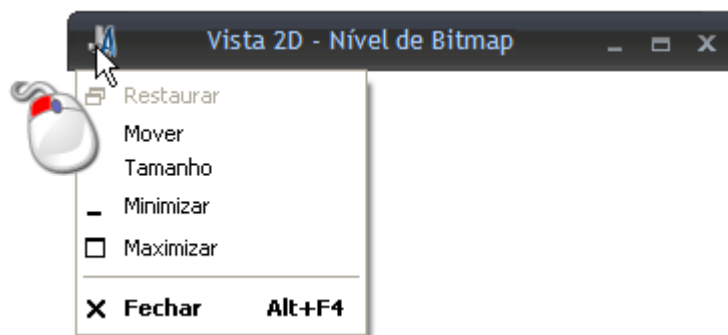 Vista 2D - Nível de Bitmap
Restaurar
Mover
Tamanho
Minimizar
Maximizar
Fechar Alt+F4